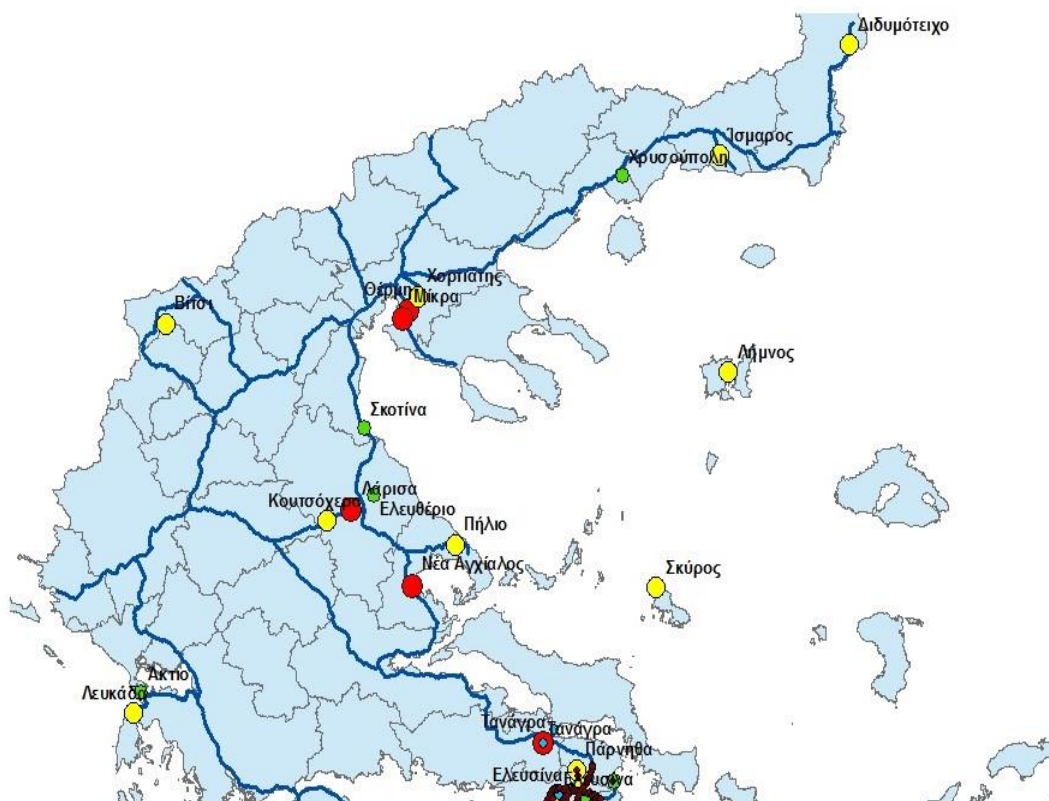 Διδυμότειχο
Ίσμαρος
Χρυσούπολη
Χορτιάτης
Θέρμη
Μίκρα
Βίτσι
Λήμνος
Σκοτίνα
Λάρισα
Κουτσόχερο
Ελευθέριο
Πήλιο
Νέα Αγχίαλος
Σκύρος
Άκτιο
Λευκάδα
Τανάγρα
Τανάγρα
Πάρνηθα
Ελευσίνα
Ελευσίνα